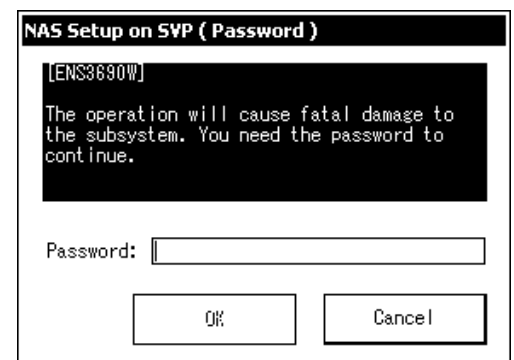 NAS Setup on SVP ( Password )
[ENS3690W]
The operation will cause fatal damage to
the subsystem. You need the password to
continue.
Password:
OK
Cancel